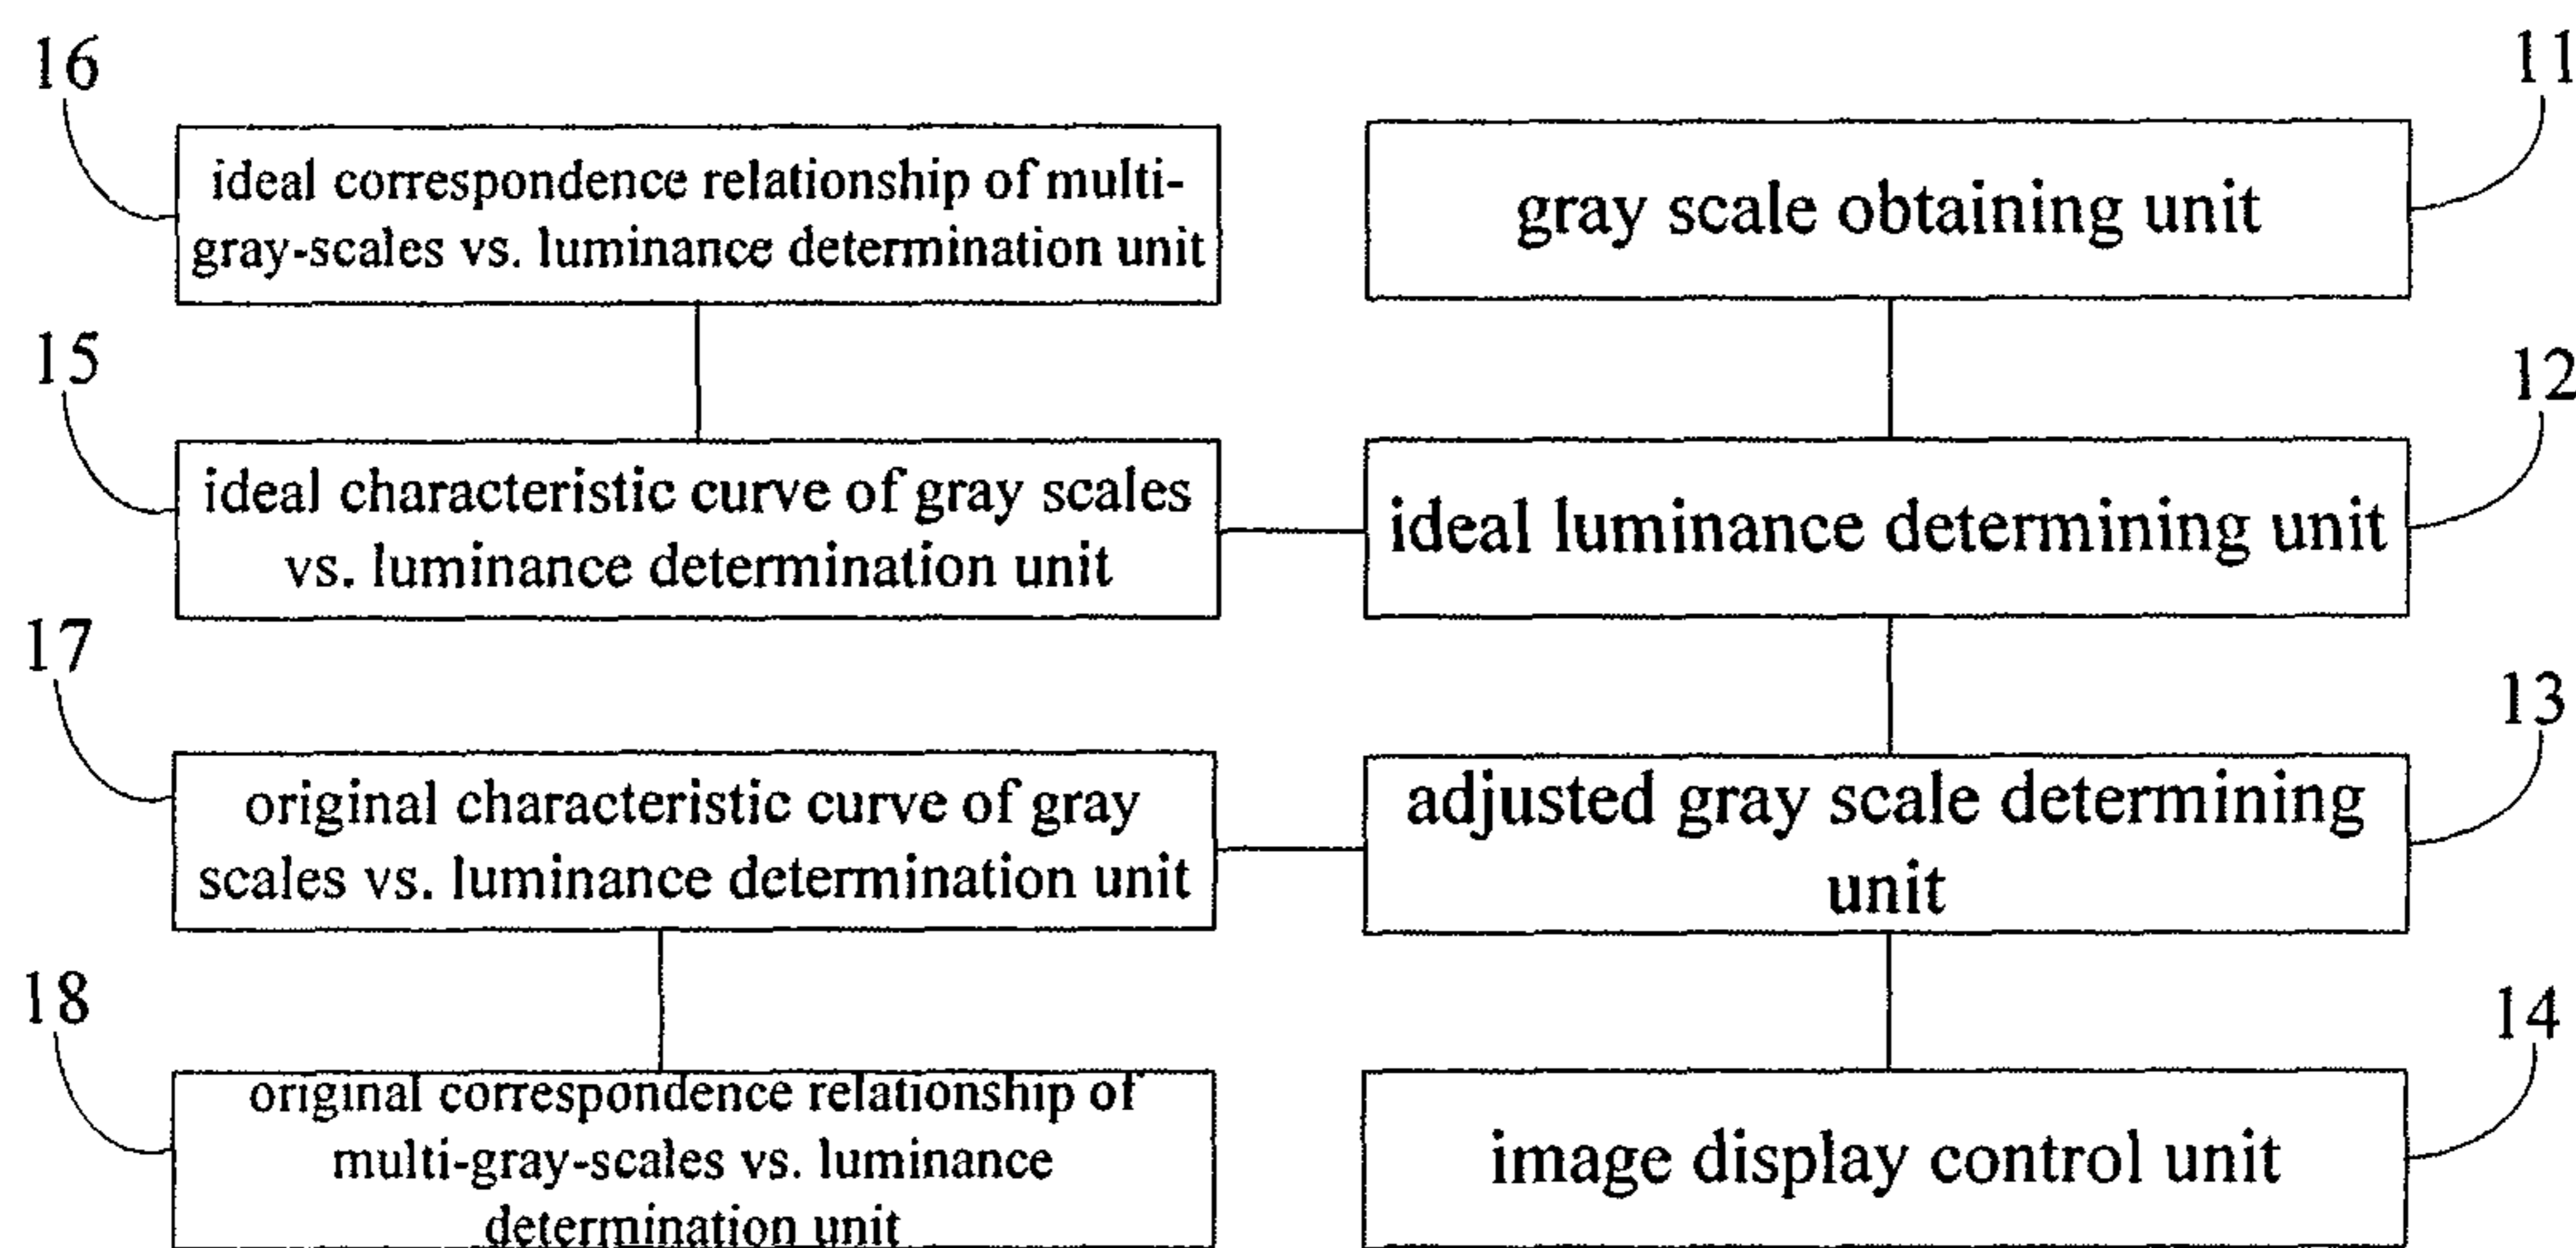 16
11
ideal correspondence relationship of multi-
gray-scales vs. luminance determination unit
gray scale obtaining unit
15
12
ideal characteristic curve of gray scales
vs. luminance determination unit
ideal luminance determining unit
17
13
original characteristic curve of gray
scales vs. luminance determination unit
adjusted gray scale determining
unit
18
14
original correspondence relationship of
multi-gray-scales vs. luminance
determination unit
image display control unit